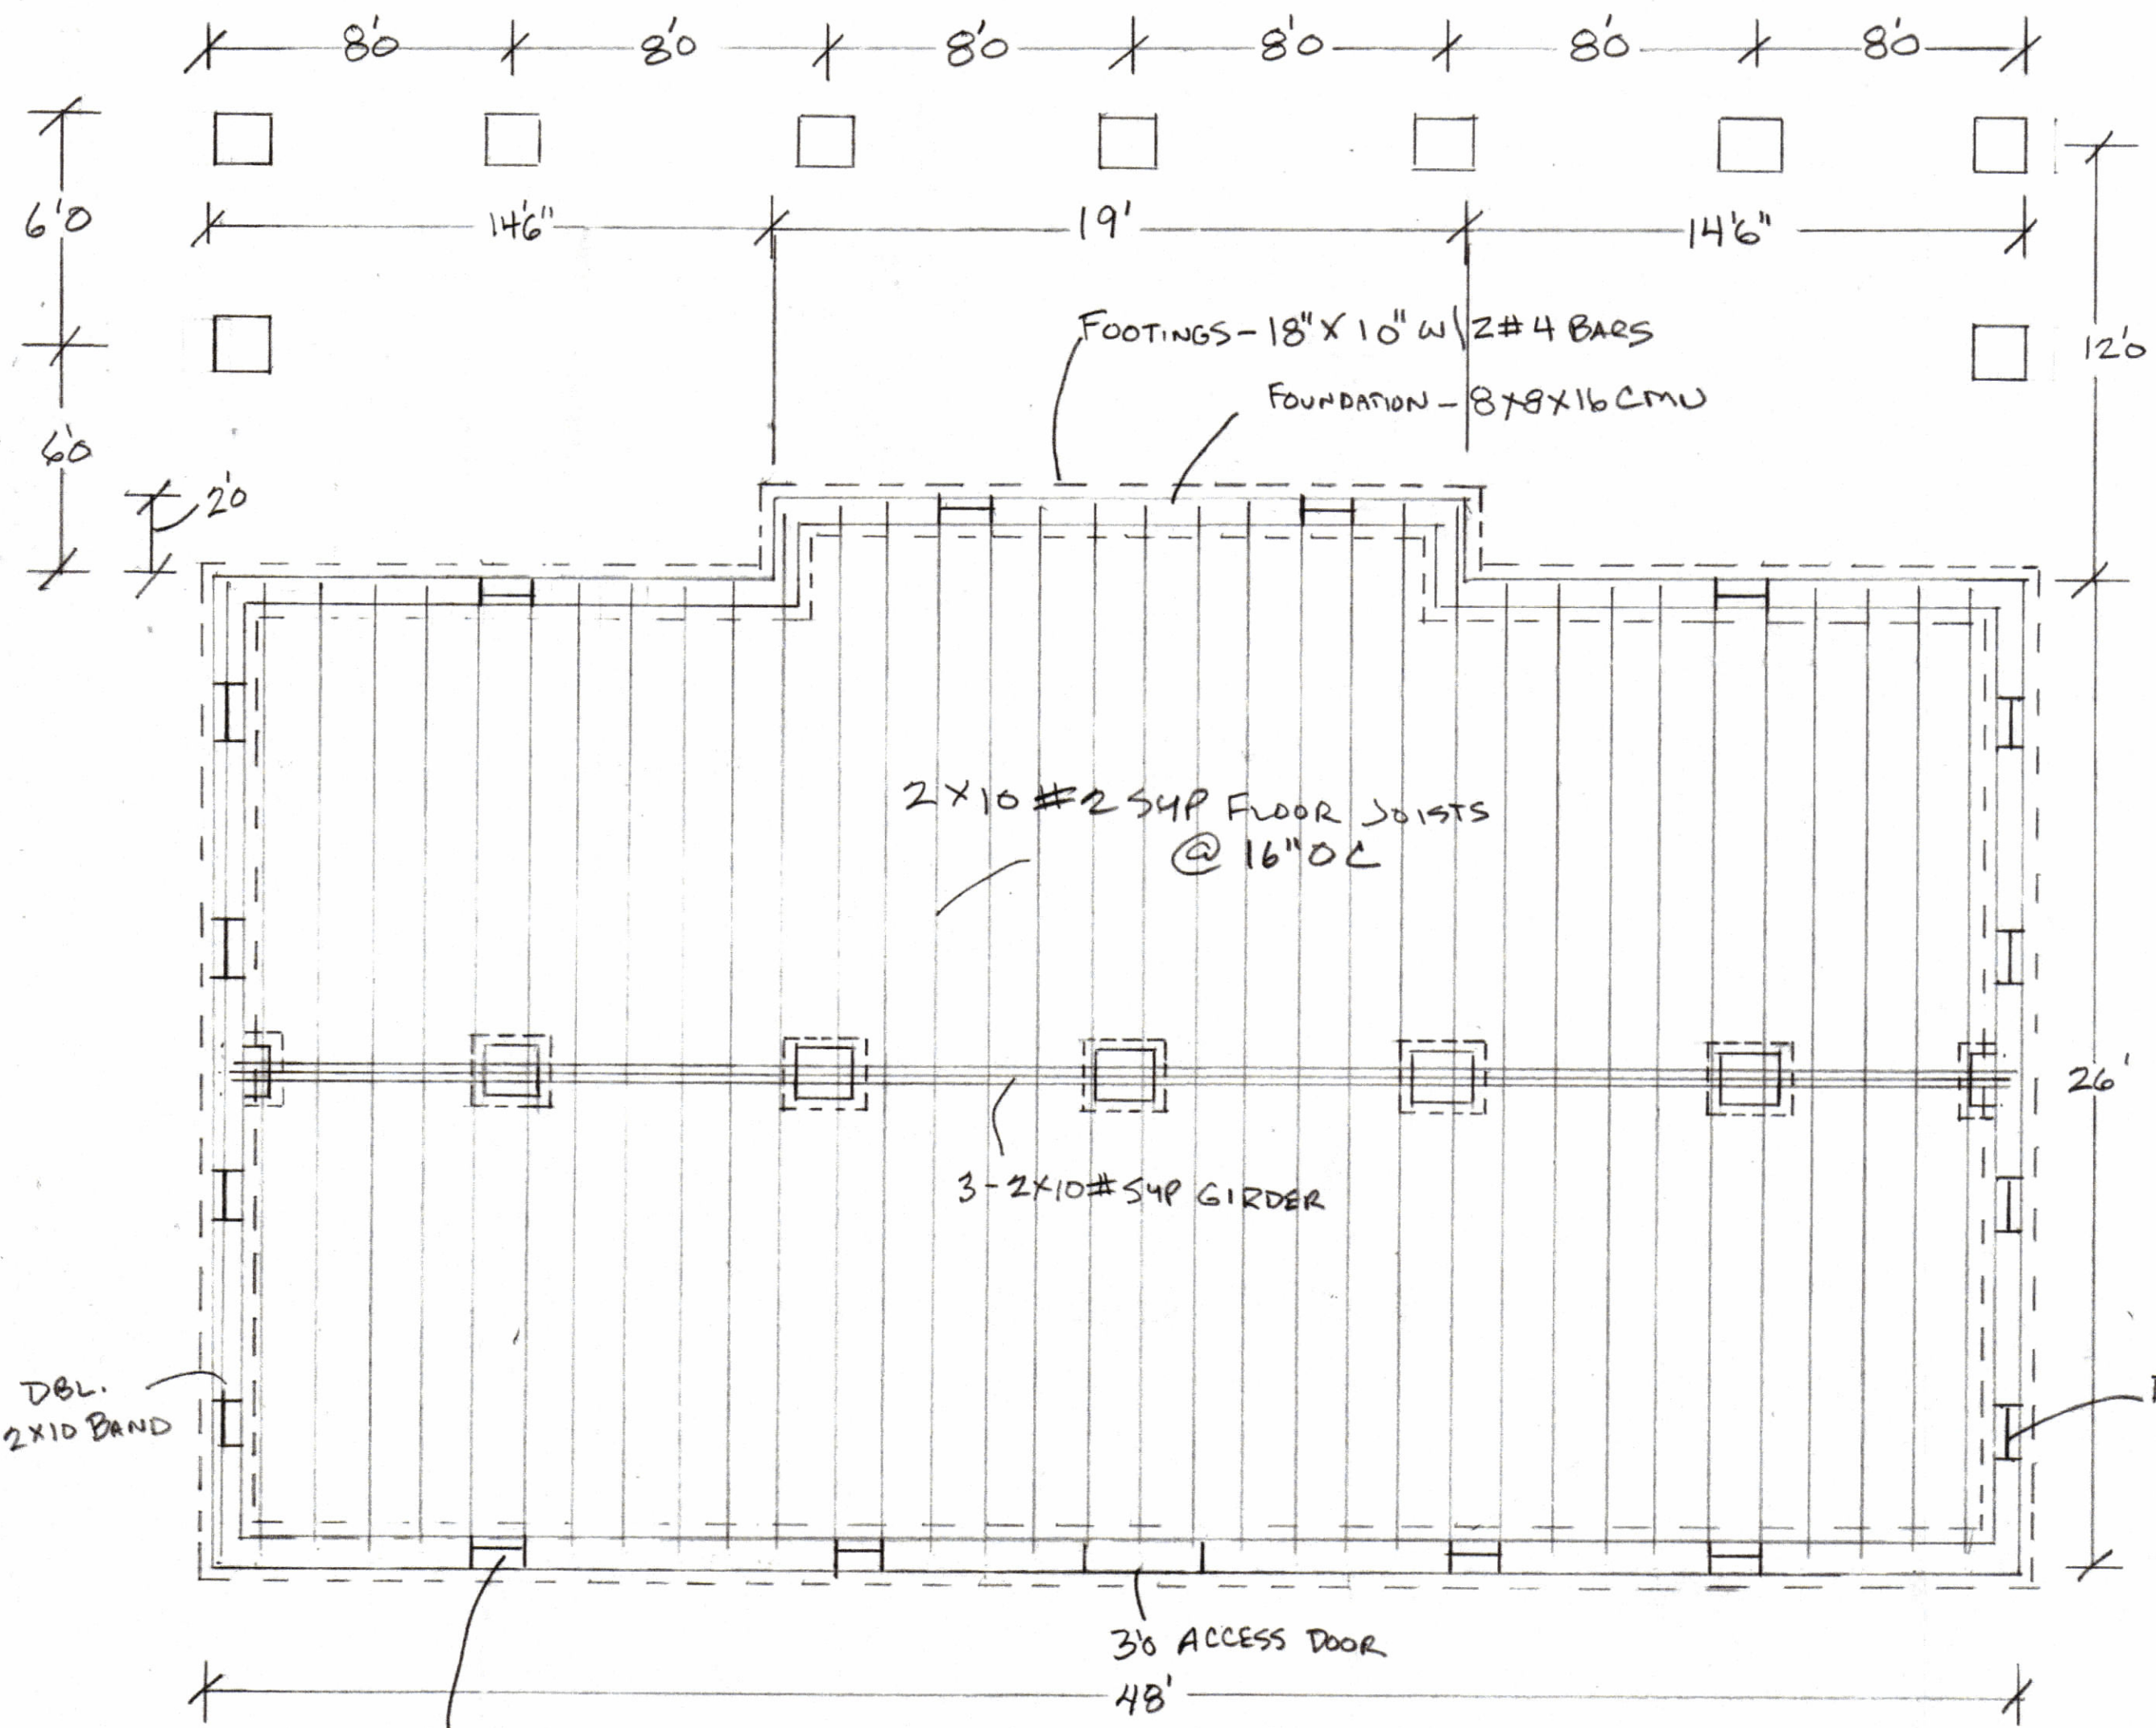 8'0 8'0 8'0 8'0 8'0 8'0
6'0
14'6" 19' 14'6"
FOOTINGS - 18" X 10" W\ 2 # 4 BARS
12'0
FOUNDATION - 8X8X16 CMU
6'0
2'0
2X10 #2 SYP FLOOR JOISTS
@ 16" OC
26'
3-2X10# SYP GIRDER
DBL.
2X10 BAND
3'0 ACCESS DOOR
48'